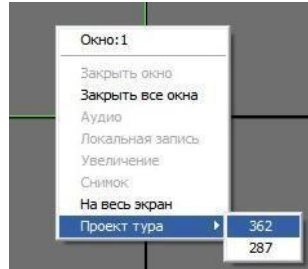 Окно:1
Закрыть окно
Закрыть все окна
Аудио
Локальная запись
Увеличение
Снимок
На весь экран
Проект тура
362
287